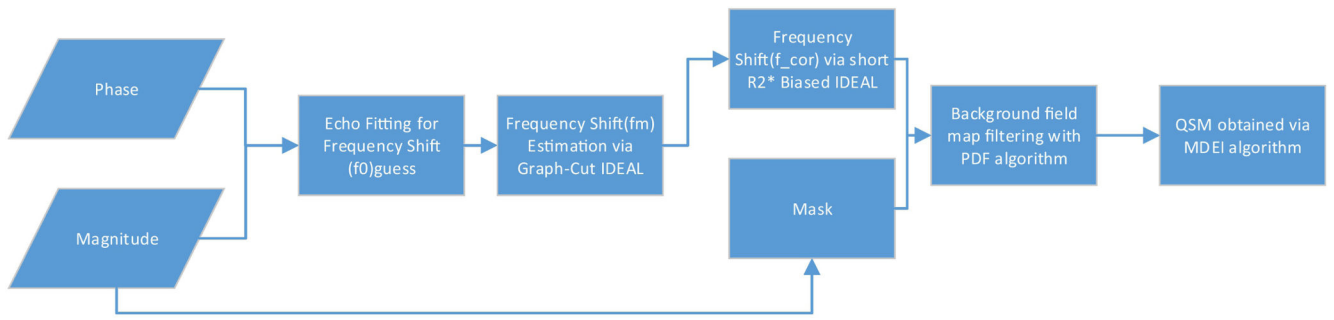 Phase
Magnitude
Echo Fitting for
Frequency Shift
(f0)guess
Frequency Shift(fm)
Estimation via
Graph-Cut IDEAL
Frequency
Shift(f_cor) via short
R2* Biased IDEAL
Mask
Background field
map filtering with
PDF algorithm
QSM obtained via
MDEI algorithm